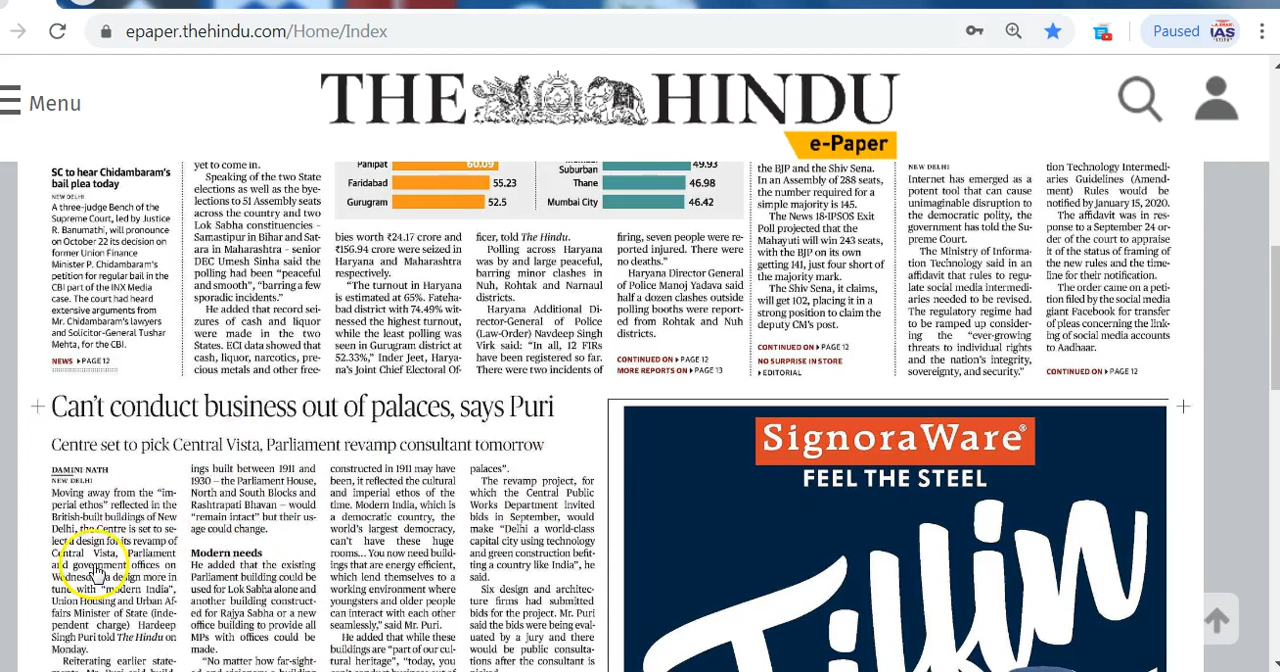 epaper.thehindu.com/Home/Index
Paused
IAS
Menu
THE HINDU
e-Paper
SC to hear Chidambaram's
bail plea today
NEW DELHI
A three-judge Bench of the
Supreme Court, led by Justice
R. Banumathi, will pronounce
on October 22 its decision on
former Union Finance
Minister P. Chidambaram's
petition for regular bail in the
CBI part of the INX Media
case. The court had heard
extensive arguments from
Mr. Chidambaram's lawyers
and Solicitor-General Tushar
Mehta, for the CBI.
NEWS PAGE 12
yet to come in.
Speaking of the two State
elections as well as the bye-
elections to 51 Assembly seats
across the country and two
Lok Sabha constituencies -
Samastipur in Bihar and Sat-
ara in Maharashtra - senior
DEC Umesh Sinha said the
polling had been “peaceful
and smooth”, “barring a few
sporadic incidents.”
He added that record sei-
zures of cash and liquor
were made in the two
States. ECI data showed that
cash, liquor, narcotics, pre-
cious metals and other free-
Panipat 60.09
Faridabad 55.23
Gurugram 52.5
Suburban 49.93
Thane 46.98
Mumbai City 46.42
bies worth ₹24.17 crore and
₹156.94 crore were seized in
Haryana and Maharashtra
respectively.
“The turnout in Haryana
is estimated at 65%. Fateha-
bad district with 74.49% wit-
nessed the highest turnout,
while the least polling was
seen in Gurugram district at
52.33%,” Inder Jeet, Harya-
na's Joint Chief Electoral Of-
ficer, told The Hindu.
Polling across Haryana
was by and large peaceful,
barring minor clashes in
Nuh, Rohtak and Narnaul
districts.
Haryana Additional Di-
rector-General of Police
(Law-Order) Navdeep Singh
Virk said: “In all, 12 FIRs
have been registered so far.
There were two incidents of
firing, seven people were re-
ported injured. There were
no deaths.”
Haryana Director General
of Police Manoj Yadava said
half a dozen clashes outside
polling booths were report-
ed from Rohtak and Nuh
districts.
CONTINUED ON PAGE 12
MORE REPORTS ON PAGE 13
the BJP and the Shiv Sena.
In an Assembly of 288 seats,
the number required for a
simple majority is 145.
The News 18-IPSOS Exit
Poll projected that the
Mahayuti will win 243 seats,
with the BJP on its own
getting 141, just four short of
the majority mark.
The Shiv Sena, it claims,
will get 102, placing it in a
strong position to claim the
deputy CM's post.
CONTINUED ON PAGE 12
NO SURPRISE IN STORE
EDITORIAL
NEW DELHI
Internet has emerged as a
potent tool that can cause
unimaginable disruption to
the democratic polity, the
government has told the Su-
preme Court.
The Ministry of Informa-
tion Technology said in an
affidavit that rules to regu-
late social media intermedi-
aries needed to be revised.
The regulatory regime had
to be ramped up consider-
ing the “ever-growing
threats to individual rights
and the nation's integrity,
sovereignty, and security.”
tion Technology Intermedi-
aries Guidelines (Amend-
ment) Rules would be
notified by January 15, 2020.
The affidavit was in res-
ponse to a September 24 or-
der of the court to appraise
it of the status of framing of
the new rules and the time-
line for their notification.
The order came on a peti-
tion filed by the social media
giant Facebook for transfer
of pleas concerning the link-
ing of social media accounts
to Aadhaar.
CONTINUED ON PAGE 12
Can't conduct business out of palaces, says Puri
Centre set to pick Central Vista, Parliament revamp consultant tomorrow
DAMINI NATH
NEW DELHI
Moving away from the “im-
perial ethos” reflected in the
British-built buildings of New
Delhi, the Centre is set to se-
lect a design for its revamp of
Central Vista, Parliament
and government offices on
Wednesday, a design more in
tune with “modern India”,
Union Housing and Urban Af-
fairs Minister of State (inde-
pendent charge) Hardeep
Singh Puri told The Hindu on
Monday.
Reiterating earlier state-
ings built between 1911 and
1930 – the Parliament House,
North and South Blocks and
Rashtrapati Bhavan – would
“remain intact” but their us-
age could change.
Modern needs
He added that the existing
Parliament building could be
used for Lok Sabha alone and
another building construct-
ed for Rajya Sabha or a new
office building to provide all
MPs with offices could be
made.
“No matter how far-sight-
constructed in 1911 may have
been, it reflected the cultural
and imperial ethos of the
time. Modern India, which is
a democratic country, the
world's largest democracy,
can't have these huge
rooms... You now need build-
ings that are energy efficient,
which lend themselves to a
working environment where
youngsters and older people
can interact with each other
seamlessly,” said Mr. Puri.
He added that while these
buildings are “part of our cul-
tural heritage”, “today, you
can't conduct business out of
palaces”.
The revamp project, for
which the Central Public
Works Department invited
bids in September, would
make “Delhi a world-class
capital city using technology
and green construction befit-
ting a country like India”, he
said.
Six design and architec-
ture firms had submitted
bids for the project. Mr. Puri
said the bids were being eval-
uated by a jury and there
would be public consulta-
tions after the consultant is
SignoraWare®
FEEL THE STEEL